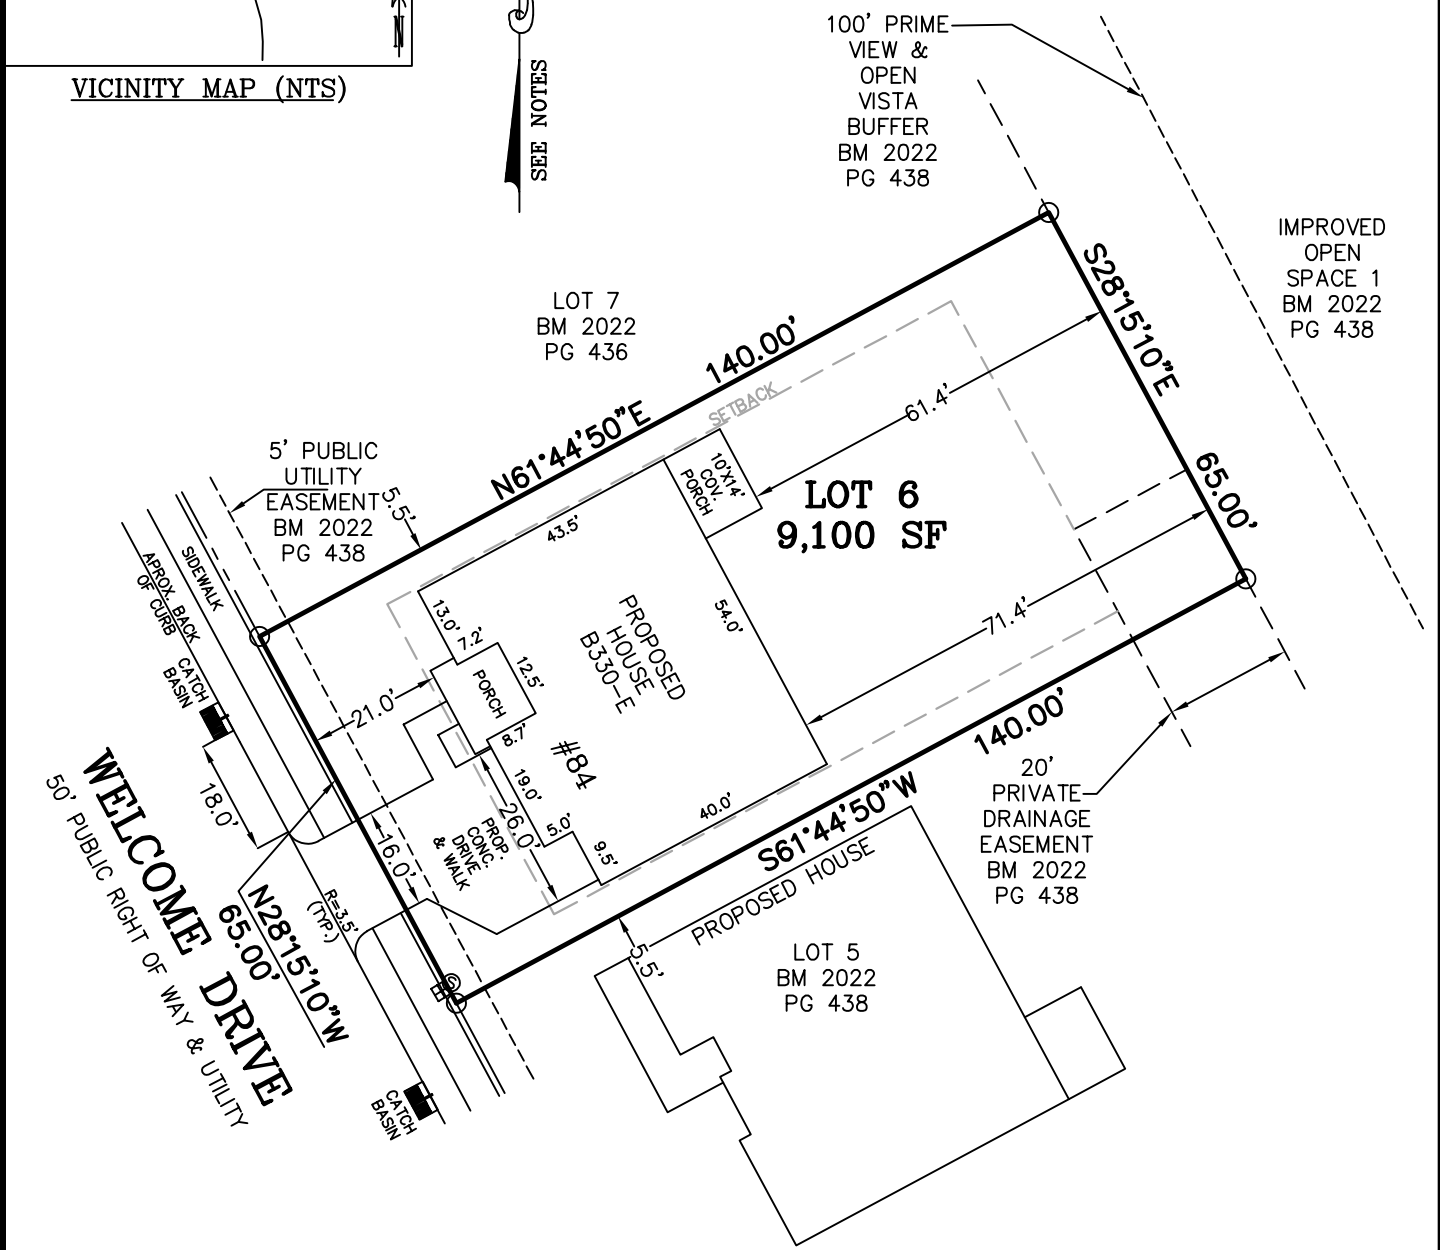 N
VICINITY MAP (NTS)
SEE NOTES
100' PRIME
VIEW &
OPEN
VISTA
BUFFER
BM 2022
PG 438
IMPROVED
OPEN
SPACE 1
BM 2022
PG 438
LOT 7
BM 2022
PG 436
N61°44'50"E
140.00'
S28°15'10"E
65.00'
SETBACK
61.4'
5' PUBLIC
UTILITY
EASEMENT
BM 2022
PG 438
5.5'
43.5'
10'X14'
COV.
PORCH
LOT 6
9,100 SF
SIDEWALK
APROX. BACK
OF CURB
CATCH
BASIN
13.0'
7.2'
12.5'
PORCH
8.7'
PROPOSED
HOUSE
B330-E
54.0'
71.4'
21.0'
#84
19.0'
26.0'
5.0'
9.5'
40.0'
18.0'
16.0'
PROP.
CONC.
DRIVE
& WALK
R=3.5'
(TYP.)
WELCOME DRIVE
50' PUBLIC RIGHT OF WAY & UTILITY
N28°15'10"W
65.00'
S61°44'50"W
140.00'
20'
PRIVATE
DRAINAGE
EASEMENT
BM 2022
PG 438
PROPOSED HOUSE
5.5'
LOT 5
BM 2022
PG 438
S
E
CATCH
BASIN